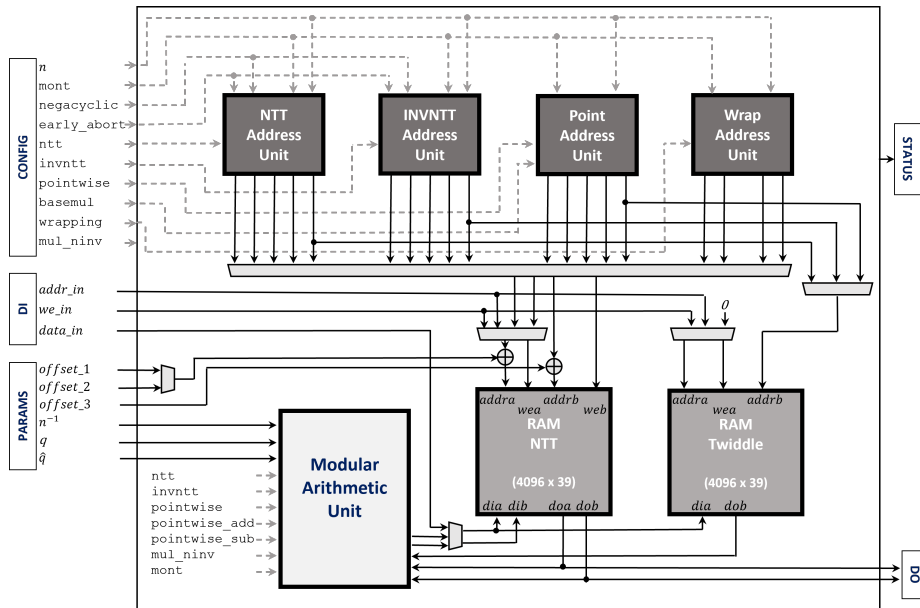 CONFIG
n
mont
negacyclic
early_abort
ntt
invntt
pointwise
basemul
wrapping
mul_ninv
NTT
Address
Unit
INVNTT
Address
Unit
Point
Address
Unit
Wrap
Address
Unit
STATUS
DI
addr_in
we_in
data_in
0
PARAMS
offset_1
offset_2
offset_3
n⁻¹
q
q̂
addra
addrb
wea
web
RAM
NTT
(4096 x 39)
dia dib doa dob
addra
addrb
wea
RAM
Twiddle
(4096 x 39)
dia dob
Modular
Arithmetic
Unit
ntt
invntt
pointwise
pointwise_add
pointwise_sub
mul_ninv
mont
DO